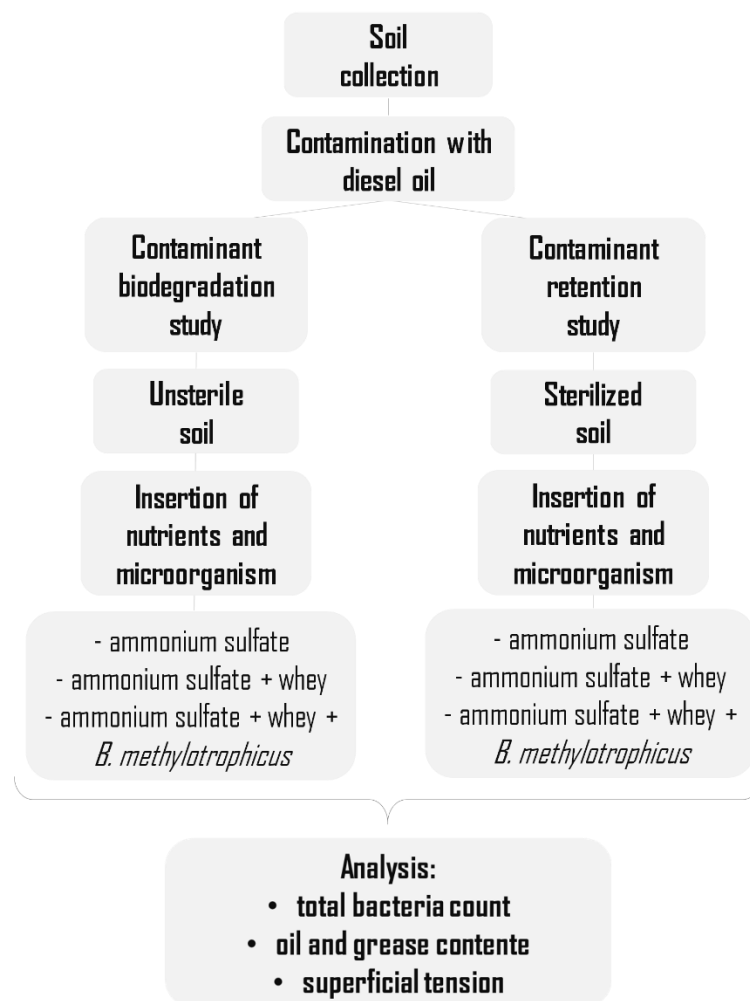 Soil
collection
Contamination with
diesel oil
Contaminant
biodegradation
study
Contaminant
retention
study
Unsterile
soil
Sterilized
soil
Insertion of
nutrients and
microorganism
Insertion of
nutrients and
microorganism
- ammonium sulfate
- ammonium sulfate + whey
- ammonium sulfate + whey +
B. methylotrophicus
- ammonium sulfate
- ammonium sulfate + whey
- ammonium sulfate + whey +
B. methylotrophicus
Analysis:
• total bacteria count
• oil and grease contente
• superficial tension